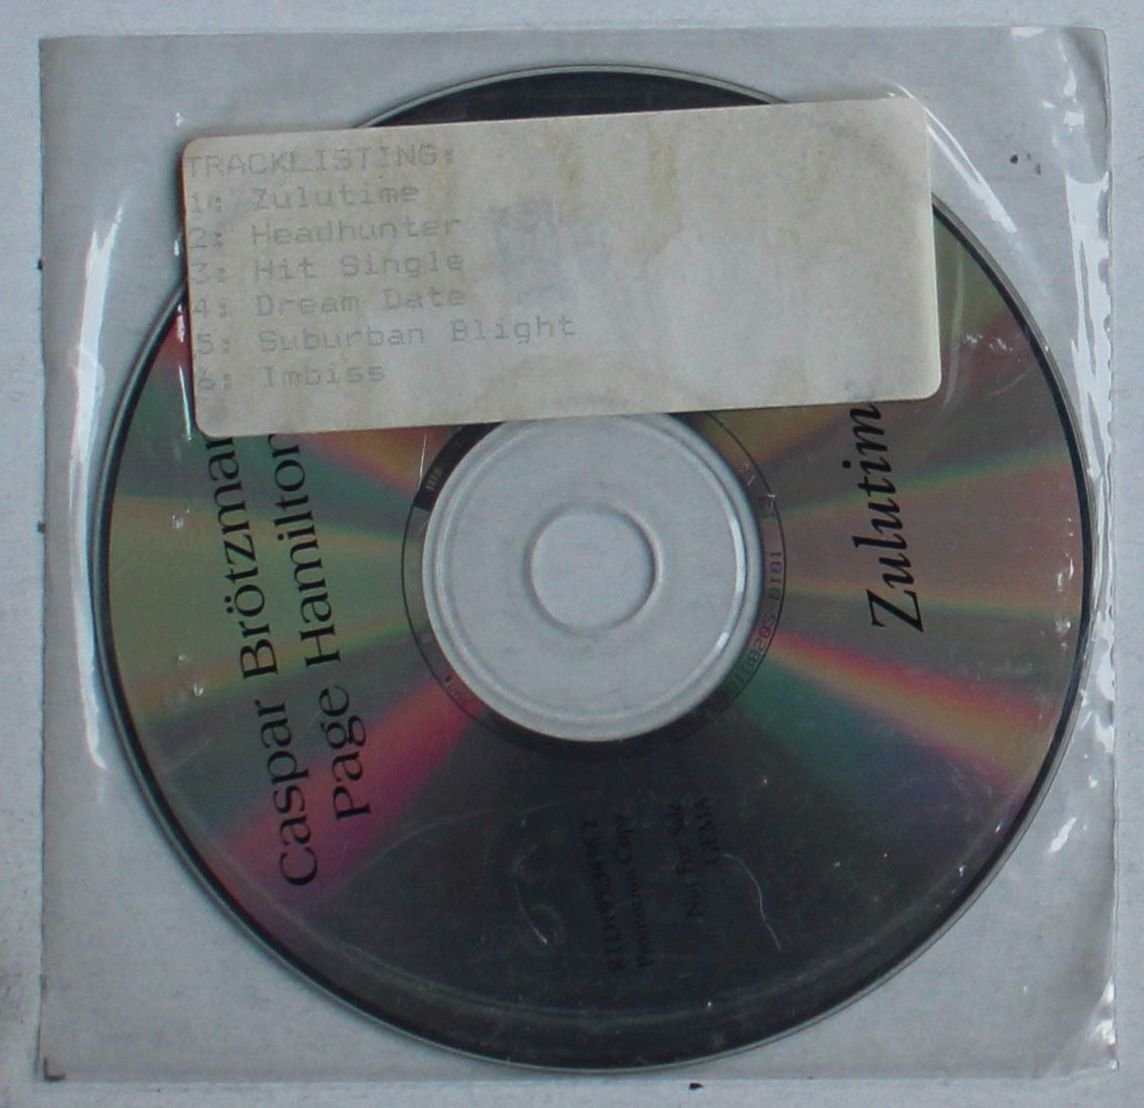 TRACKLISTING:
1: Zulutime
2: Headhunter
3: Hit Single
4: Dream Date
5: Suburban Blight
6: Imbiss
Caspar Brötzman
Page Hamilton
Zulutim
Promotion Copy
Not For Sale
GEMA